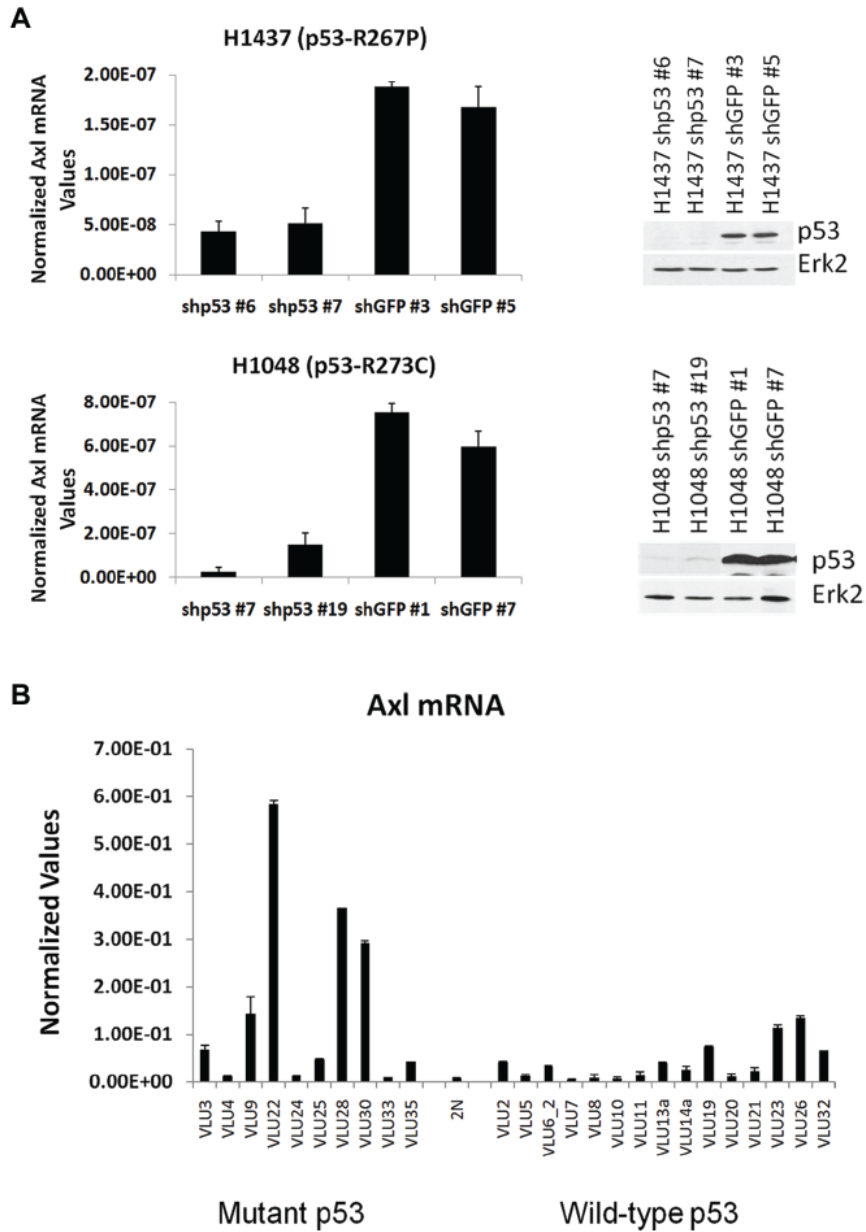 A
H1437 (p53-R267P)
Normalized Axl mRNA
Values
2.00E-07
1.50E-07
1.00E-07
5.00E-08
0.00E+00
shp53 #6
shp53 #7
shGFP #3
shGFP #5
H1437 shp53 #6
H1437 shp53 #7
H1437 shGFP #3
H1437 shGFP #5
p53
Erk2
H1048 (p53-R273C)
Normalized Axl mRNA
Values
8.00E-07
6.00E-07
4.00E-07
2.00E-07
0.00E+00
shp53 #7
shp53 #19
shGFP #1
shGFP #7
H1048 shp53 #7
H1048 shp53 #19
H1048 shGFP #1
H1048 shGFP #7
p53
Erk2
B
Axl mRNA
Normalized Values
7.00E-01
6.00E-01
5.00E-01
4.00E-01
3.00E-01
2.00E-01
1.00E-01
0.00E+00
VLU3
VLU4
VLU9
VLU22
VLU24
VLU25
VLU28
VLU30
VLU33
VLU35
2N
VLU2
VLU5
VLU6_2
VLU7
VLU8
VLU10
VLU11
VLU13a
VLU14a
VLU19
VLU20
VLU21
VLU23
VLU26
VLU32
Mutant p53
Wild-type p53